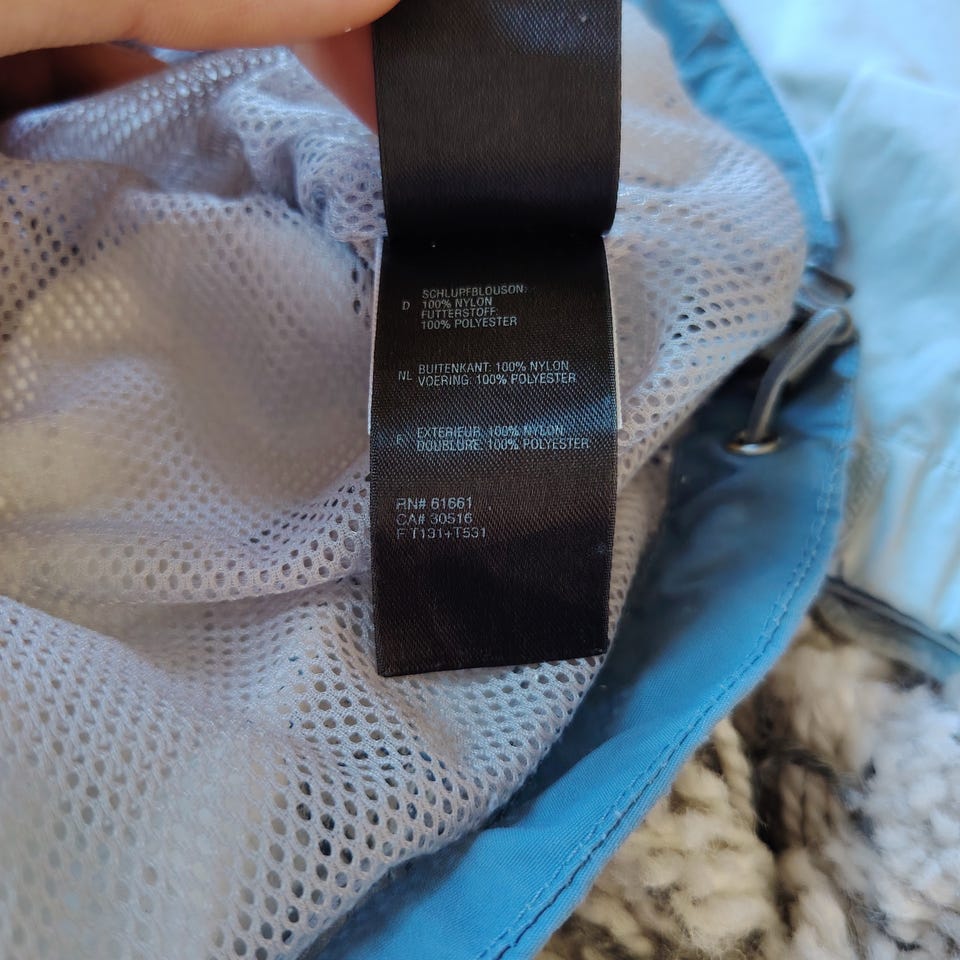 SCHLUPFBLOUSON:
D 100% NYLON
FUTTERSTOFF:
100% POLYESTER
NL BUITENKANT: 100% NYLON
VOERING: 100% POLYESTER
F EXTERIEUR: 100% NYLON
DOUBLURE: 100% POLYESTER
RN# 61661
CA# 30516
F T131+T531